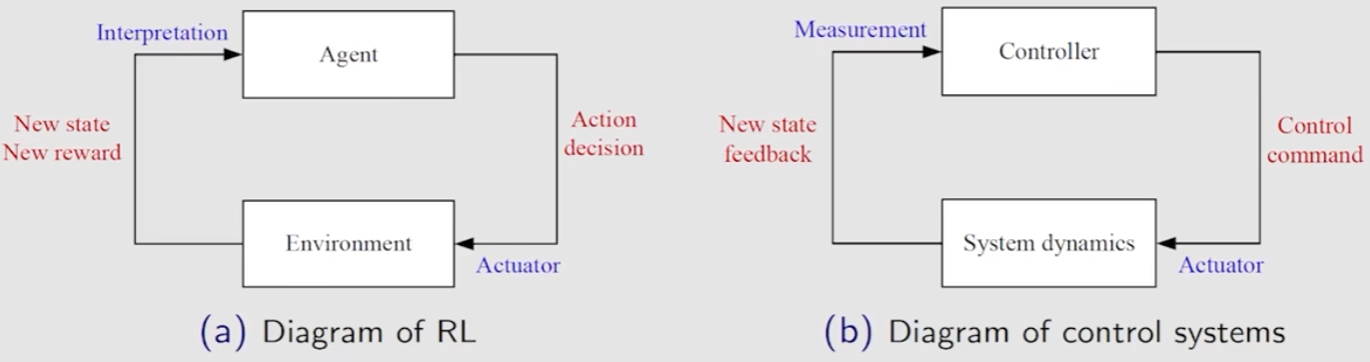 Interpretation
Agent
New state
New reward
Action
decision
Environment
Actuator
(a) Diagram of RL
Measurement
Controller
New state
feedback
Control
command
System dynamics
Actuator
(b) Diagram of control systems